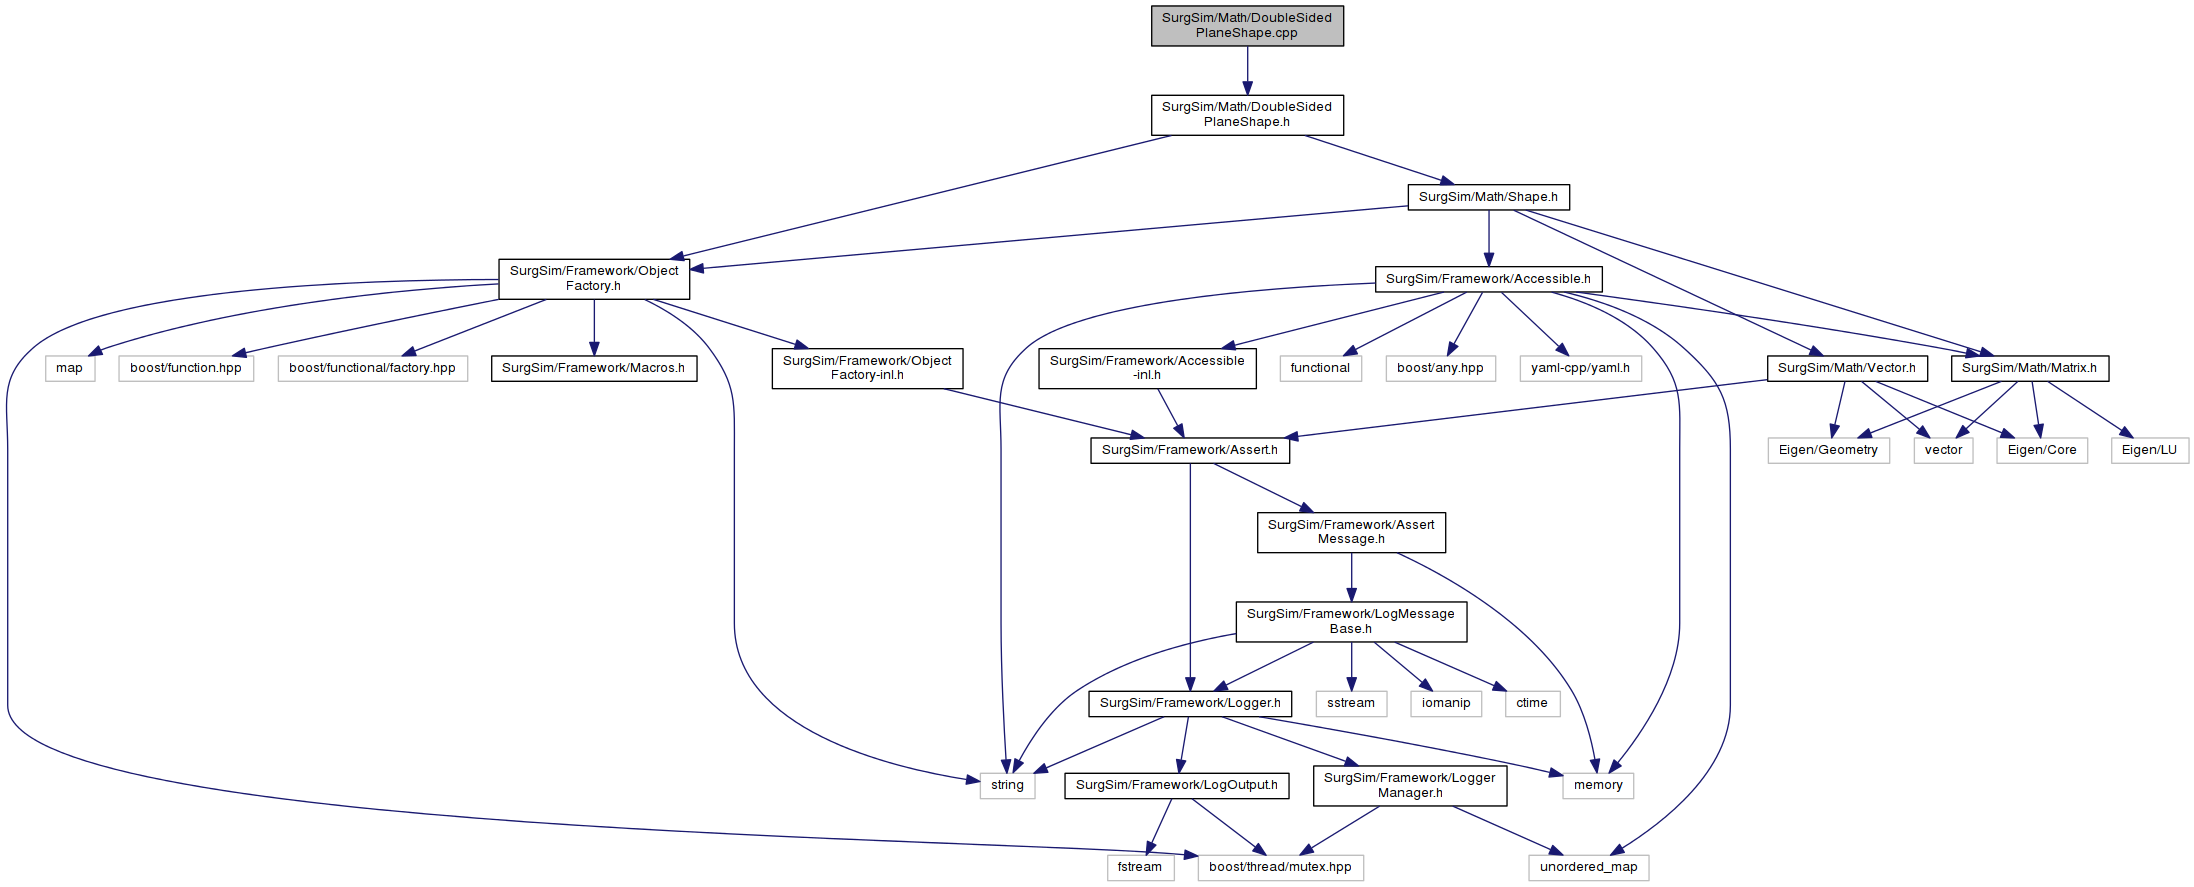 SurgSim/Math/DoubleSided
PlaneShape.cpp
SurgSim/Math/DoubleSided
PlaneShape.h
SurgSim/Math/Shape.h
SurgSim/Framework/Object
Factory.h
SurgSim/Framework/Accessible.h
map
boost/function.hpp
boost/functional/factory.hpp
SurgSim/Framework/Macros.h
SurgSim/Framework/Object
Factory-inl.h
SurgSim/Framework/Accessible
-inl.h
functional
boost/any.hpp
yaml-cpp/yaml.h
SurgSim/Math/Vector.h
SurgSim/Math/Matrix.h
SurgSim/Framework/Assert.h
Eigen/Geometry
vector
Eigen/Core
Eigen/LU
SurgSim/Framework/Assert
Message.h
SurgSim/Framework/LogMessage
Base.h
SurgSim/Framework/Logger.h
sstream
iomanip
ctime
string
SurgSim/Framework/LogOutput.h
SurgSim/Framework/Logger
Manager.h
memory
fstream
boost/thread/mutex.hpp
unordered_map